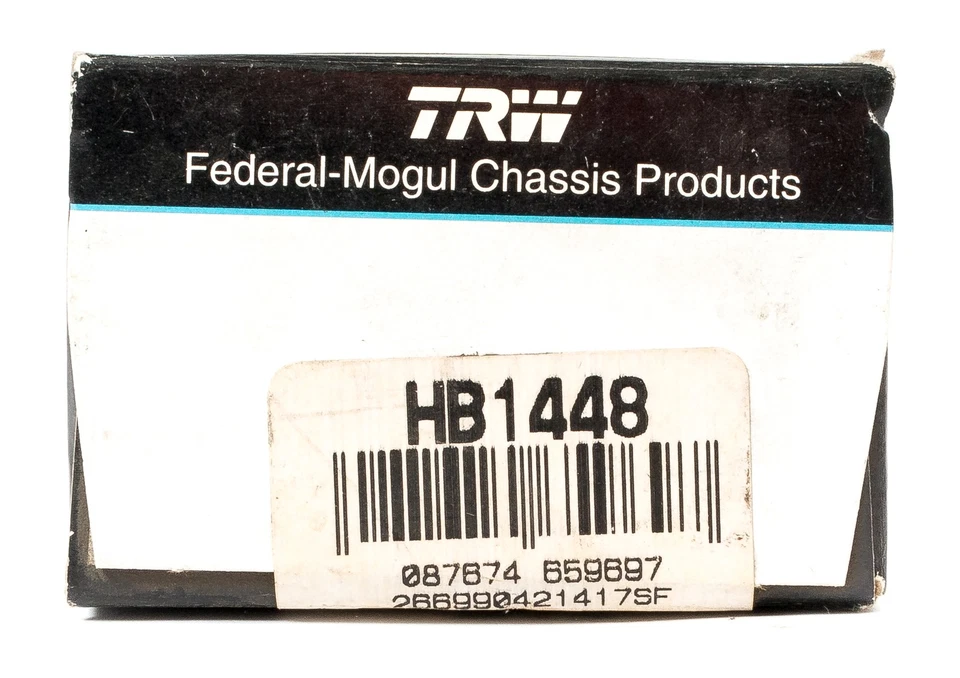 TRW
Federal-Mogul Chassis Products
HB1448
087674 659697
266990421417SF